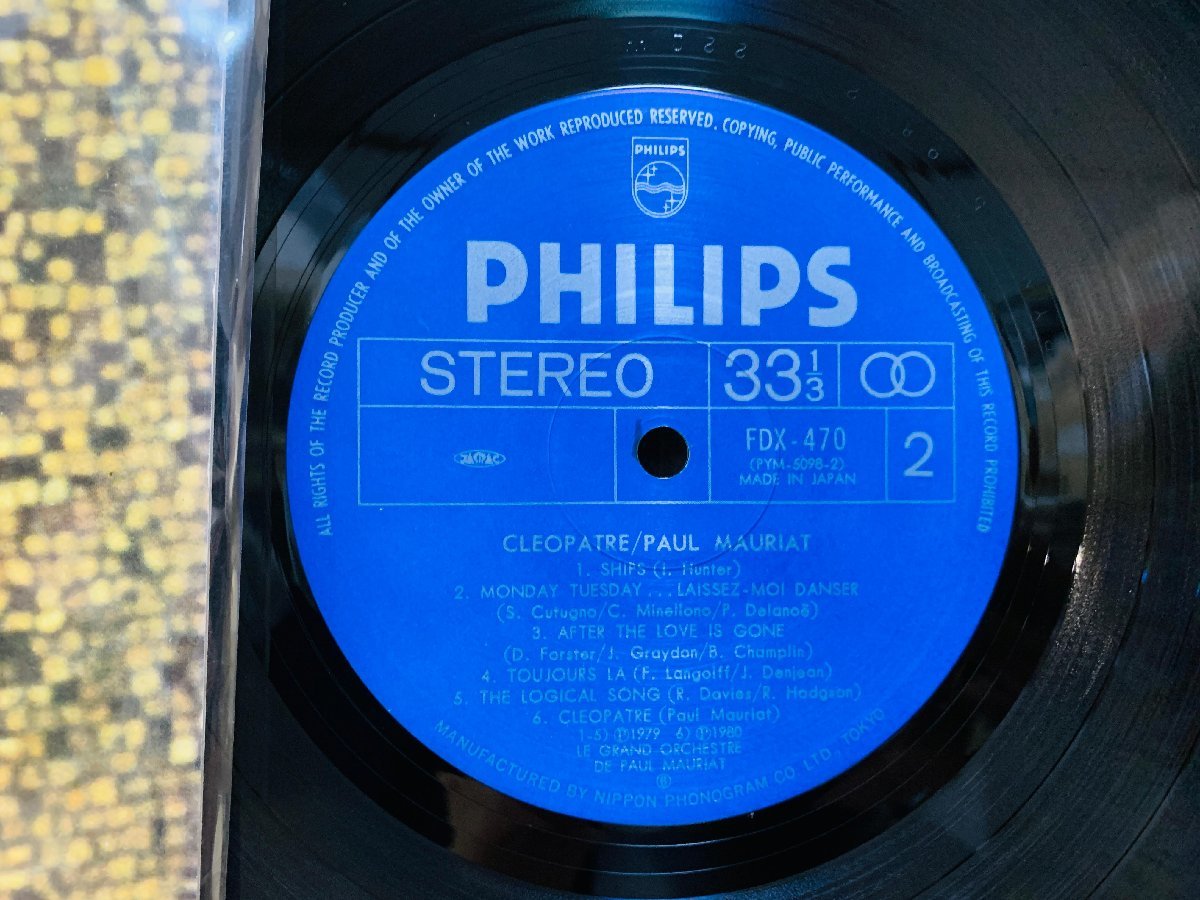 ALL RIGHTS OF THE RECORD PRODUCER AND OF THE OWNER OF THE WORK REPRODUCED RESERVED. COPYING, PUBLIC PERFORMANCE AND BROADCASTING OF THIS RECORD PROHIBITED
PHILIPS
PHILIPS
STEREO 33 1/3
FDX-470
(PYM-5098-2)
MADE IN JAPAN
2
CLEOPATRE/PAUL MAURIAT
1. SHIPS (I. Hunter)
2. MONDAY TUESDAY...LAISSEZ-MOI DANSER
(S. Cutugno/C. Minellono/P. Delanoë)
3. AFTER THE LOVE IS GONE
(D. Forster/J. Graydon/B. Champlin)
4. TOUJOURS LA (F. Langolff/J. Denjean)
5. THE LOGICAL SONG (R. Davies/R. Hodgson)
6. CLEOPATRE (Paul Mauriat)
1-5) Ⓟ1979 6) Ⓟ1980
LE GRAND ORCHESTRE
DE PAUL MAURIAT
®
MANUFACTURED BY NIPPON PHONOGRAM CO. LTD., TOKYO